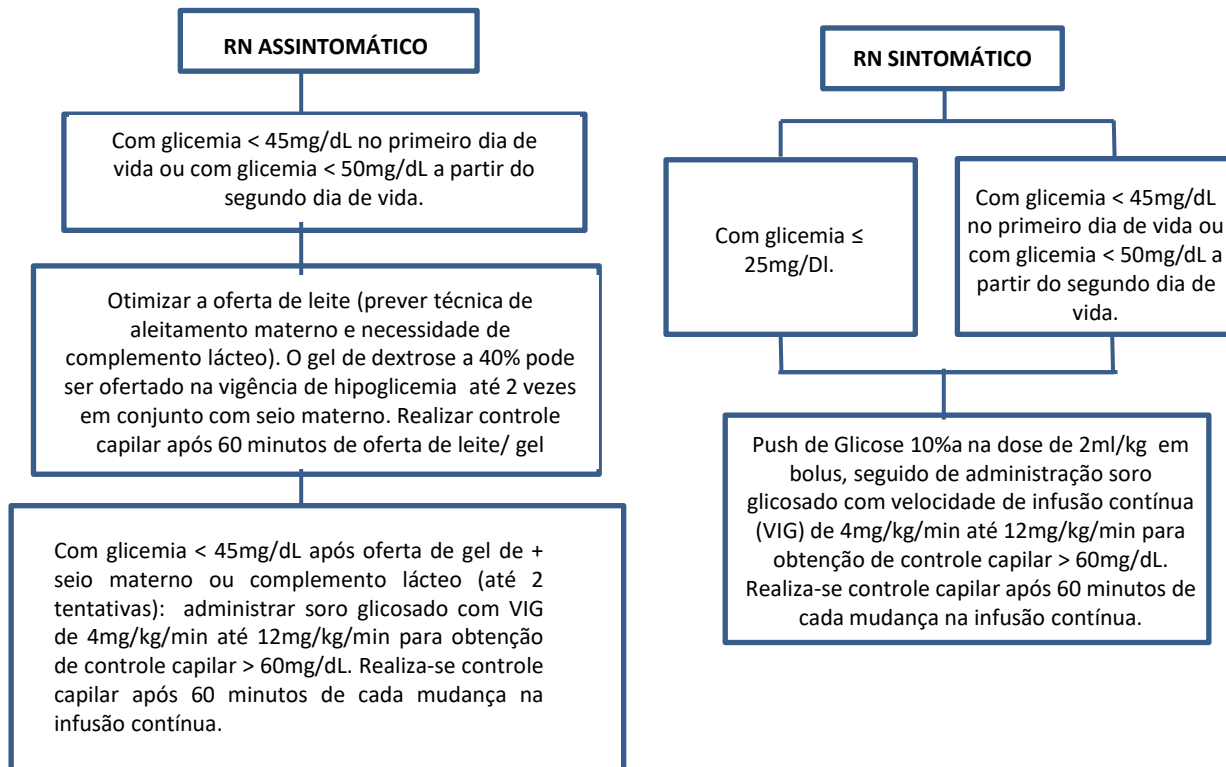 RN ASSINTOMÁTICO
Com glicemia < 45mg/dL no primeiro dia de
vida ou com glicemia < 50mg/dL a partir do
segundo dia de vida.
Otimizar a oferta de leite (prever técnica de
aleitamento materno e necessidade de
complemento lácteo). O gel de dextrose a 40% pode
ser ofertado na vigência de hipoglicemia até 2 vezes
em conjunto com seio materno. Realizar controle
capilar após 60 minutos de oferta de leite/ gel
Com glicemia < 45mg/dL após oferta de gel de +
seio materno ou complemento lácteo (até 2
tentativas): administrar soro glicosado com VIG
de 4mg/kg/min até 12mg/kg/min para obtenção
de controle capilar > 60mg/dL. Realiza-se controle
capilar após 60 minutos de cada mudança na
infusão contínua.
RN SINTOMÁTICO
Com glicemia ≤
25mg/Dl.
Com glicemia < 45mg/dL
no primeiro dia de vida ou
com glicemia < 50mg/dL a
partir do segundo dia de
vida.
Push de Glicose 10%a na dose de 2ml/kg em
bolus, seguido de administração soro
glicosado com velocidade de infusão contínua
(VIG) de 4mg/kg/min até 12mg/kg/min para
obtenção de controle capilar > 60mg/dL.
Realiza-se controle capilar após 60 minutos de
cada mudança na infusão contínua.